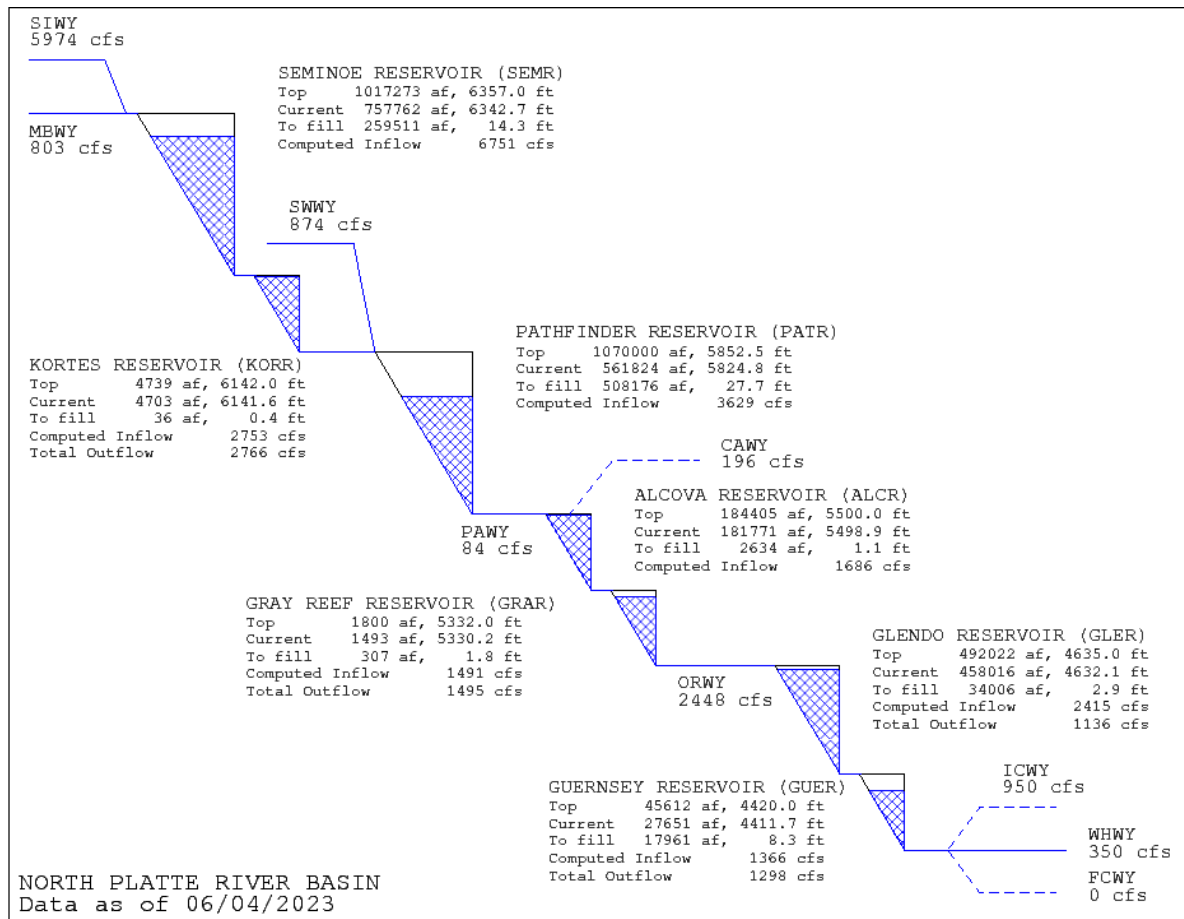 SIWY
5974 cfs
MBWY
803 cfs
SEMINOE RESERVOIR (SEMR)
Top 1017273 af, 6357.0 ft
Current 757762 af, 6342.7 ft
To fill 259511 af, 14.3 ft
Computed Inflow 6751 cfs
SWWY
874 cfs
KORTES RESERVOIR (KORR)
Top 4739 af, 6142.0 ft
Current 4703 af, 6141.6 ft
To fill 36 af, 0.4 ft
Computed Inflow 2753 cfs
Total Outflow 2766 cfs
PATHFINDER RESERVOIR (PATR)
Top 1070000 af, 5852.5 ft
Current 561824 af, 5824.8 ft
To fill 508176 af, 27.7 ft
Computed Inflow 3629 cfs
CAWY
196 cfs
PAWY
84 cfs
ALCOVA RESERVOIR (ALCR)
Top 184405 af, 5500.0 ft
Current 181771 af, 5498.9 ft
To fill 2634 af, 1.1 ft
Computed Inflow 1686 cfs
GRAY REEF RESERVOIR (GRAR)
Top 1800 af, 5332.0 ft
Current 1493 af, 5330.2 ft
To fill 307 af, 1.8 ft
Computed Inflow 1491 cfs
Total Outflow 1495 cfs
ORWY
2448 cfs
GLENDO RESERVOIR (GLER)
Top 492022 af, 4635.0 ft
Current 458016 af, 4632.1 ft
To fill 34006 af, 2.9 ft
Computed Inflow 2415 cfs
Total Outflow 1136 cfs
GUERNSEY RESERVOIR (GUER)
Top 45612 af, 4420.0 ft
Current 27651 af, 4411.7 ft
To fill 17961 af, 8.3 ft
Computed Inflow 1366 cfs
Total Outflow 1298 cfs
ICWY
950 cfs
WHWY
350 cfs
FCWY
0 cfs
NORTH PLATTE RIVER BASIN
Data as of 06/04/2023